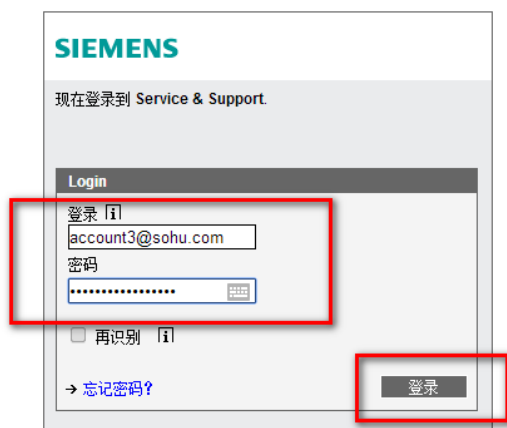 SIEMENS
现在登录到 Service & Support.
Login
登录 i
account3@sohu.com
密码
•••••••••••••••••
再识别 i
→ 忘记密码? 登录